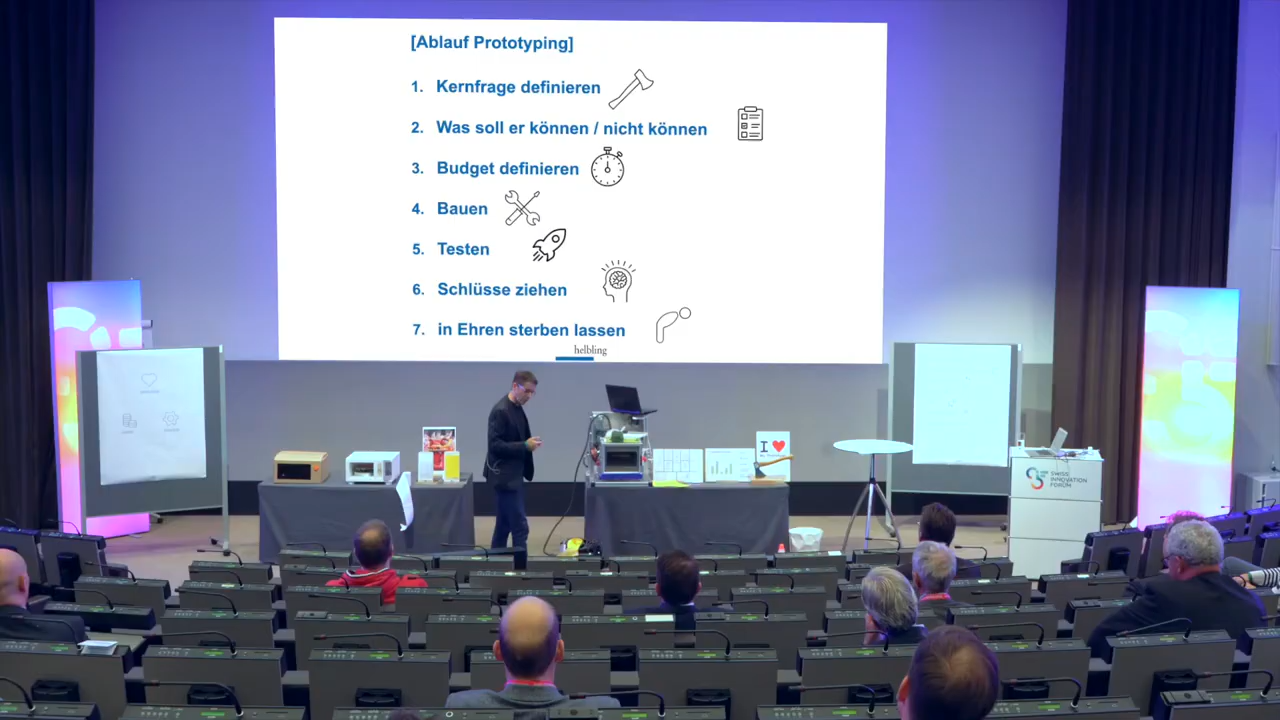 [Ablauf Prototyping]
1. Kernfrage definieren
2. Was soll er können / nicht können
3. Budget definieren
4. Bauen
5. Testen
6. Schlüsse ziehen
7. in Ehren sterben lassen
helbling
I
SWISS
INNOVATION
FORUM